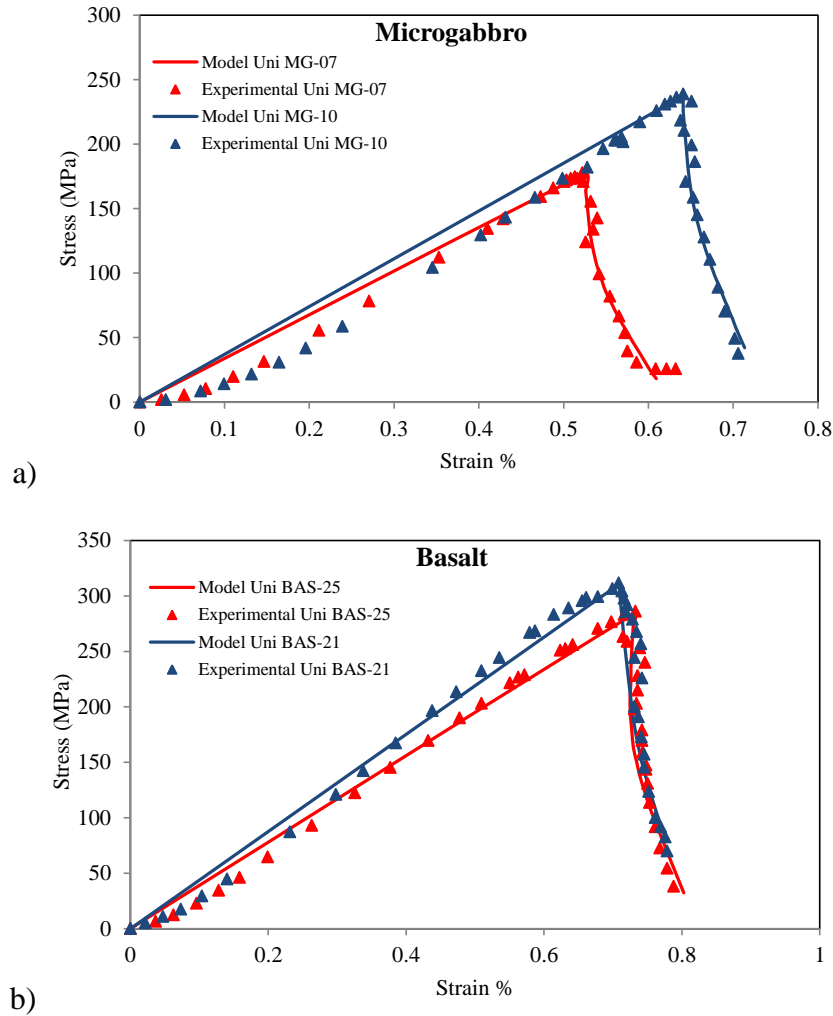 Microgabbro
Model Uni MG-07
Experimental Uni MG-07
Model Uni MG-10
Experimental Uni MG-10
Stress (MPa)
300
250
200
150
100
50
0
0 0.1 0.2 0.3 0.4 0.5 0.6 0.7 0.8
Strain %
a)
Basalt
Model Uni BAS-25
Experimental Uni BAS-25
Model Uni BAS-21
Experimental Uni BAS-21
Stress (MPa)
350
300
250
200
150
100
50
0
0 0.2 0.4 0.6 0.8 1
Strain %
b)